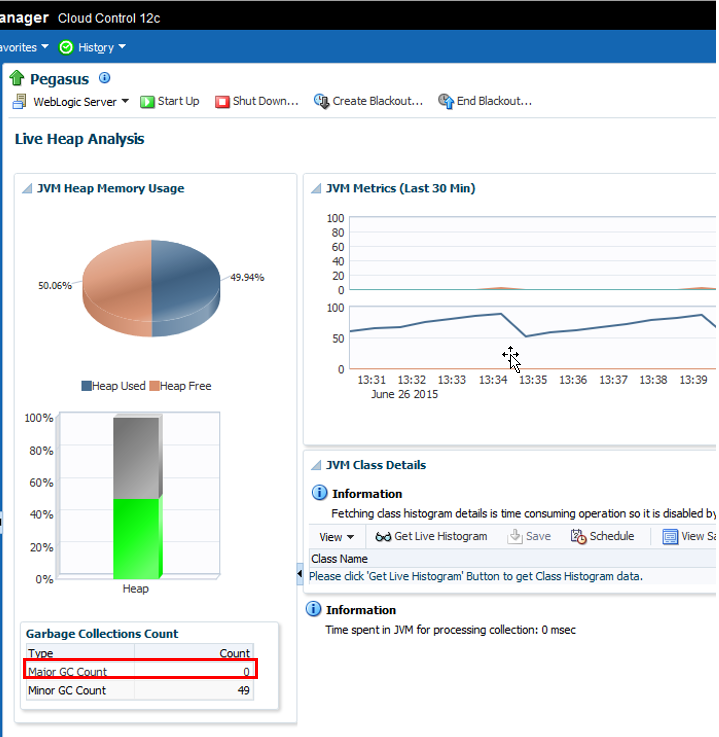 anager Cloud Control 12c
avorites History
Pegasus
WebLogic Server Start Up Shut Down... Create Blackout... End Blackout...
Live Heap Analysis
JVM Heap Memory Usage
50.06%
49.94%
Heap Used Heap Free
100%
80%
60%
40%
20%
0%
Heap
Garbage Collections Count
Type Count
Major GC Count 0
Minor GC Count 49
JVM Metrics (Last 30 Min)
100
80
60
40
20
0
100
50
0
13:31 13:32 13:33 13:34 13:35 13:36 13:37 13:38 13:39
June 26 2015
JVM Class Details
Information
Fetching class histogram details is time consuming operation so it is disabled by
View Get Live Histogram Save Schedule View Sa
Class Name
Please click 'Get Live Histogram' Button to get Class Histogram data.
Information
Time spent in JVM for processing collection: 0 msec